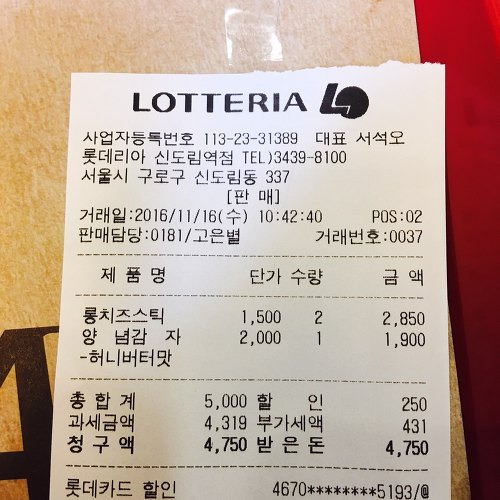 LOTTERIA
사업자등록번호 113-23-31389 대표 서석오
롯데리아 신도림역점 TEL)3439-8100
서울시 구로구 신도림동 337
[판 매]
거래일:2016/11/16(수) 10:42:40 POS:02
판매담당:0181/고은별 거래번호:0037
제 품 명 단가 수량 금 액
롱치즈스틱 1,500 2 2,850
양 념감 자 2,000 1 1,900
-허니버터맛
총 합 계 5,000 할 인 250
과세금액 4,319 부가세액 431
청 구 액 4,750 받 은 돈 4,750
롯데카드 할인 4670********5193/@